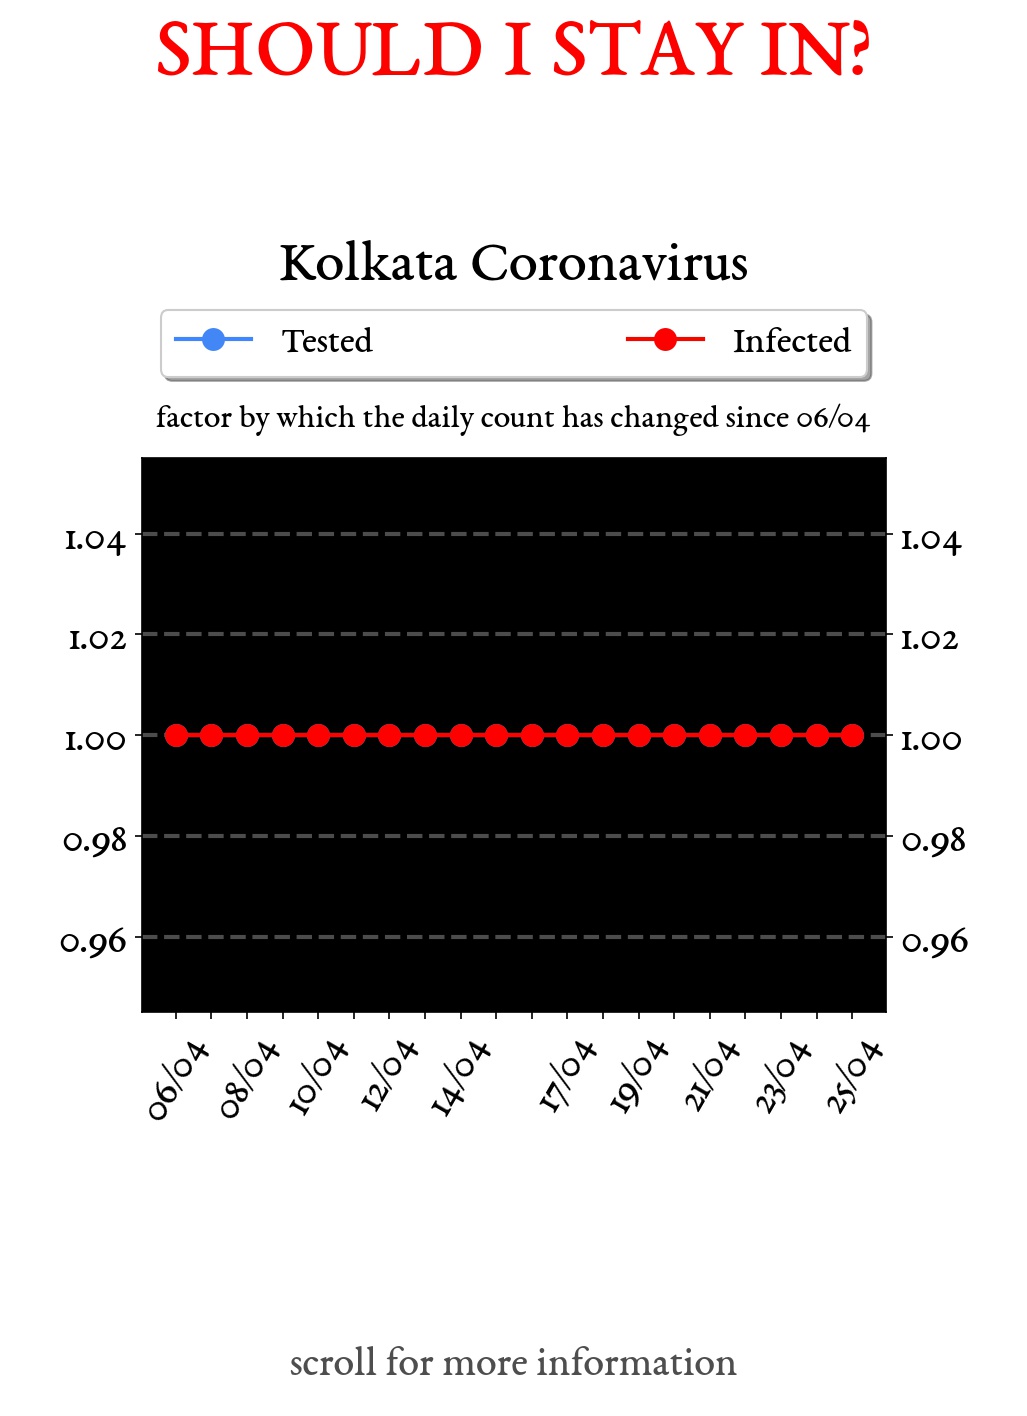 SHOULD I STAY IN?
Kolkata Coronavirus
Tested Infected
factor by which the daily count has changed since 06/04
1.04 1.04
1.02 1.02
1.00 1.00
0.98 0.98
0.96 0.96
06/04 08/04 10/04 12/04 14/04 17/04 19/04 21/04 23/04 25/04
scroll for more information